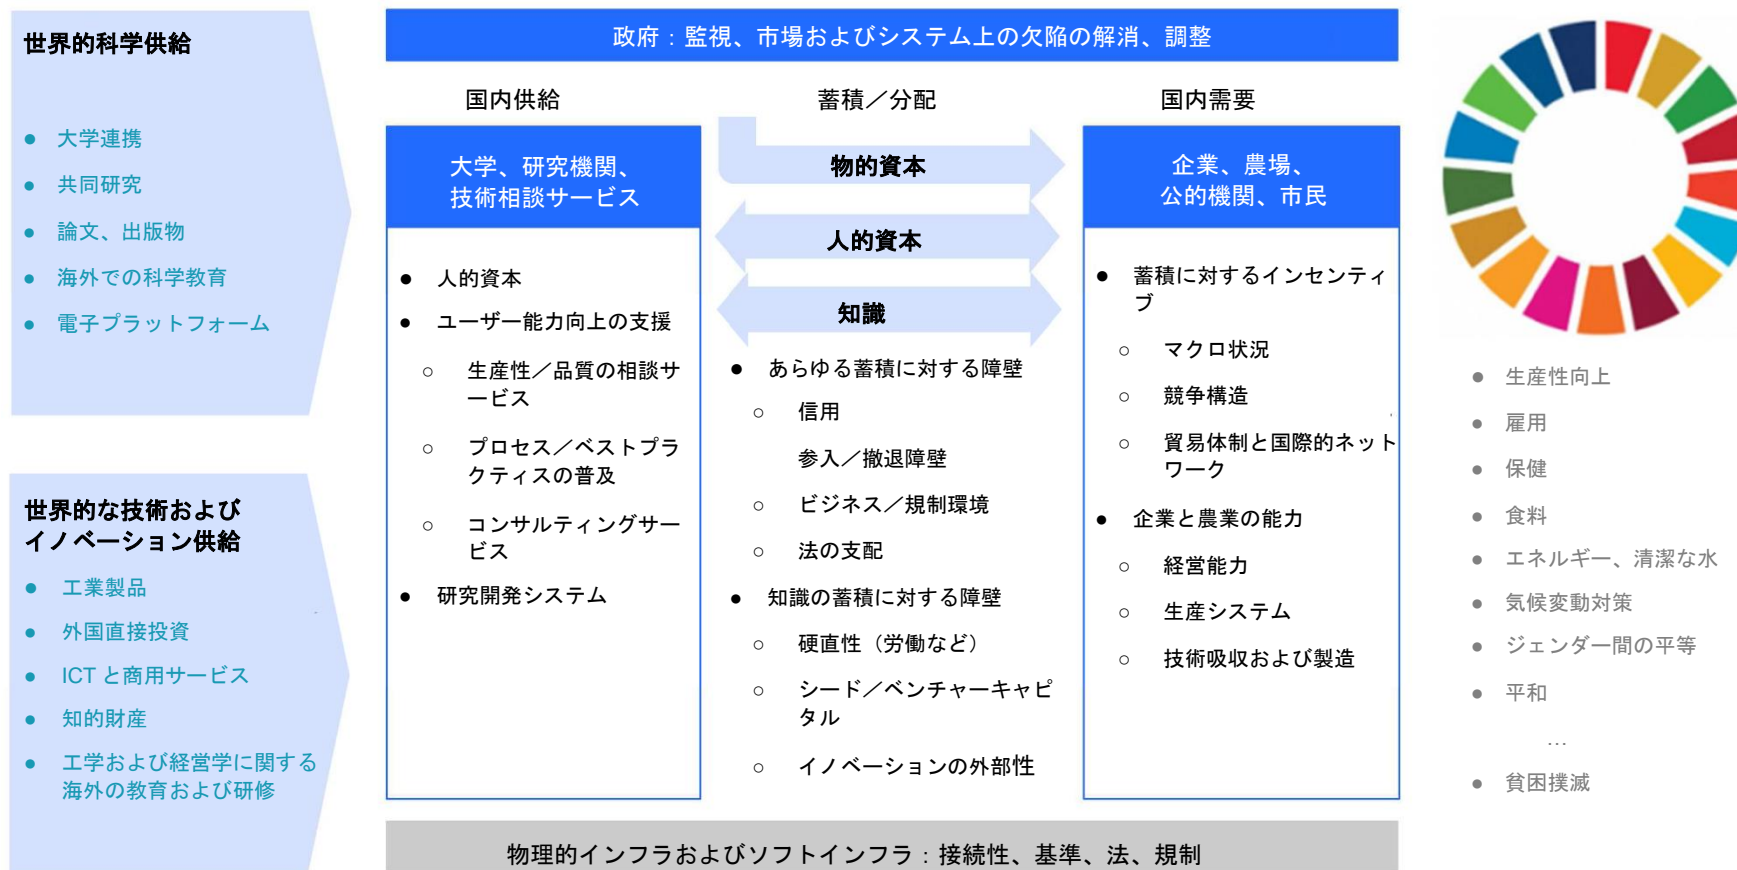 世界的科学供給
● 大学連携
● 共同研究
● 論文、出版物
● 海外での科学教育
● 電子プラットフォーム
世界的な技術および
イノベーション供給
● 工業製品
● 外国直接投資
● ICT と商用サービス
● 知的財産
● 工学および経営学に関する
海外の教育および研修
政府：監視、市場およびシステム上の欠陥の解消、調整
国内供給
大学、研究機関、
技術相談サービス
● 人的資本
● ユーザー能力向上の支援
○ 生産性／品質の相談サ
ービス
○ プロセス／ベストプラ
クティスの普及
○ コンサルティングサー
ビス
● 研究開発システム
蓄積／分配
物的資本
人的資本
知識
● あらゆる蓄積に対する障壁
○ 信用
参入／撤退障壁
○ ビジネス／規制環境
○ 法の支配
● 知識の蓄積に対する障壁
○ 硬直性（労働など）
○ シード／ベンチャーキャピ
タル
○ イノベーションの外部性
国内需要
企業、農場、
公的機関、市民
● 蓄積に対するインセンティ
ブ
○ マクロ状況
○ 競争構造
○ 貿易体制と国際的ネット
ワーク
● 企業と農業の能力
○ 経営能力
○ 生産システム
○ 技術吸収および製造
物理的インフラおよびソフトインフラ：接続性、基準、法、規制
● 生産性向上
● 雇用
● 保健
● 食料
● エネルギー、清潔な水
● 気候変動対策
● ジェンダー間の平等
● 平和
…
● 貧困撲滅